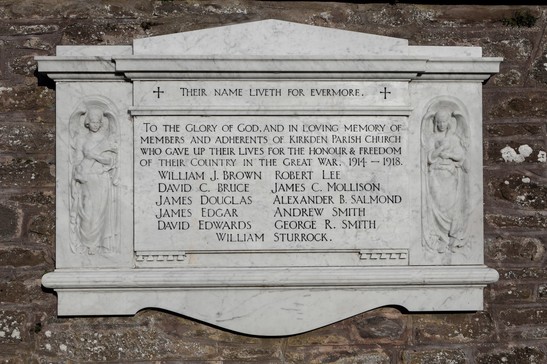 ✝ THEIR NAME LIVETH FOR EVERMORE. ✝
TO THE GLORY OF GOD, AND IN LOVING MEMORY OF
MEMBERS AND ADHERENTS OF KIRKDEN PARISH CHURCH
WHO GAVE UP THEIR LIVES FOR THE HONOUR & FREEDOM
OF THEIR COUNTRY IN THE GREAT WAR. 1914 — 1918.
WILLIAM J. BROWN ROBERT LEE
DAVID C. BRUCE JAMES C. MOLLISON
JAMES DOUGLAS ALEXANDER B. SALMOND
JAMES EDGAR ANDREW SMITH
DAVID EDWARDS GEORGE R. SMITH
WILLIAM STURROCK.